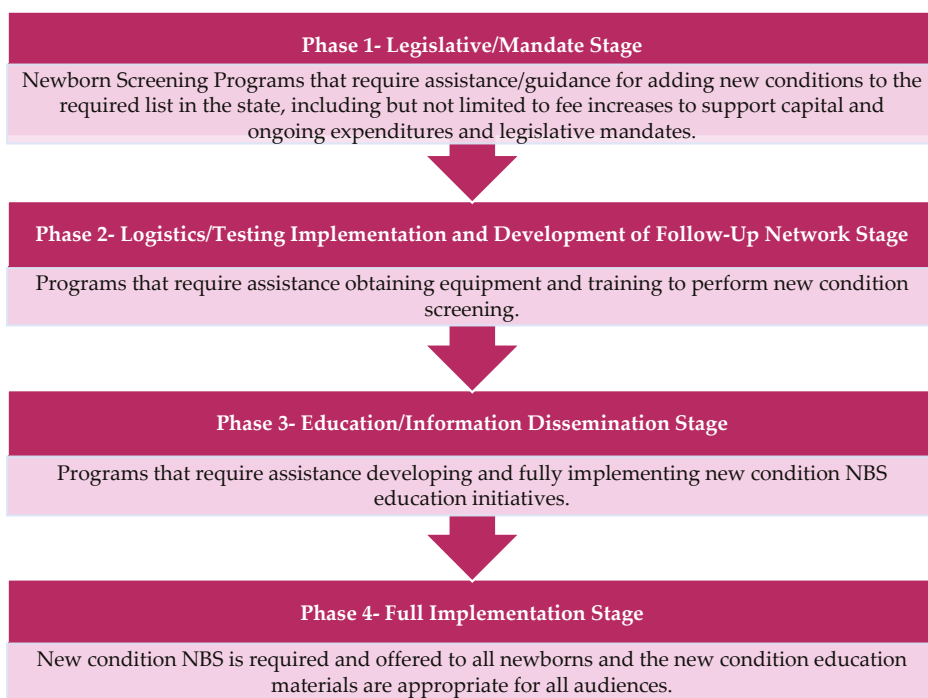 Phase 1- Legislative/Mandate Stage
Newborn Screening Programs that require assistance/guidance for adding new conditions to the
required list in the state, including but not limited to fee increases to support capital and
ongoing expenditures and legislative mandates.
Phase 2- Logistics/Testing Implementation and Development of Follow-Up Network Stage
Programs that require assistance obtaining equipment and training to perform new condition
screening.
Phase 3- Education/Information Dissemination Stage
Programs that require assistance developing and fully implementing new condition NBS
education initiatives.
Phase 4- Full Implementation Stage
New condition NBS is required and offered to all newborns and the new condition education
materials are appropriate for all audiences.